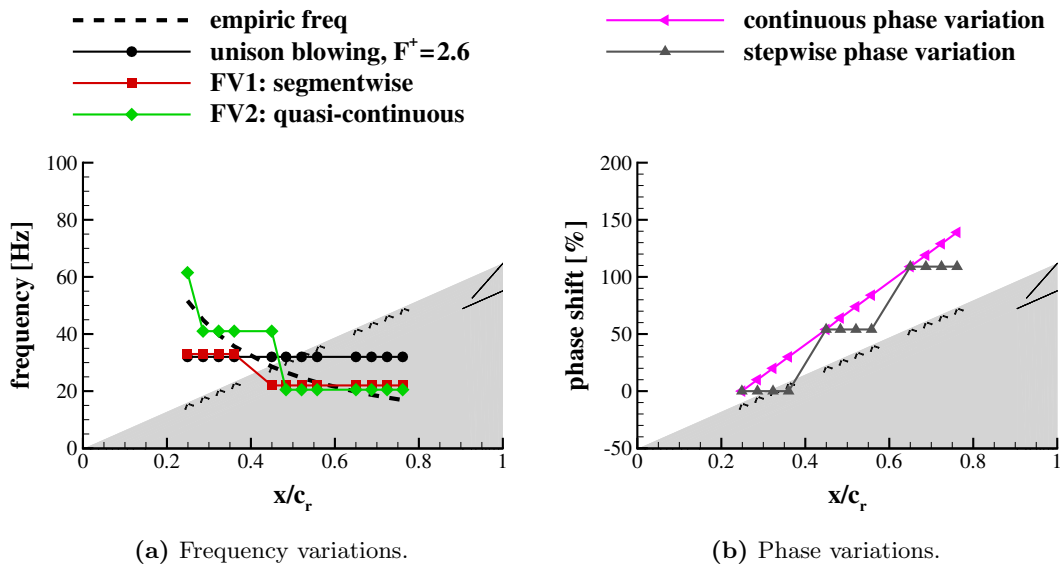 empiric freq
unison blowing, F⁺=2.6
FV1: segmentwise
FV2: quasi-continuous
continuous phase variation
stepwise phase variation
frequency [Hz]
100
80
60
40
20
0
0 0.2 0.4 0.6 0.8 1
x/cᵣ
(a) Frequency variations.
phase shift [%]
200
150
100
50
0
-50
0 0.2 0.4 0.6 0.8 1
x/cᵣ
(b) Phase variations.